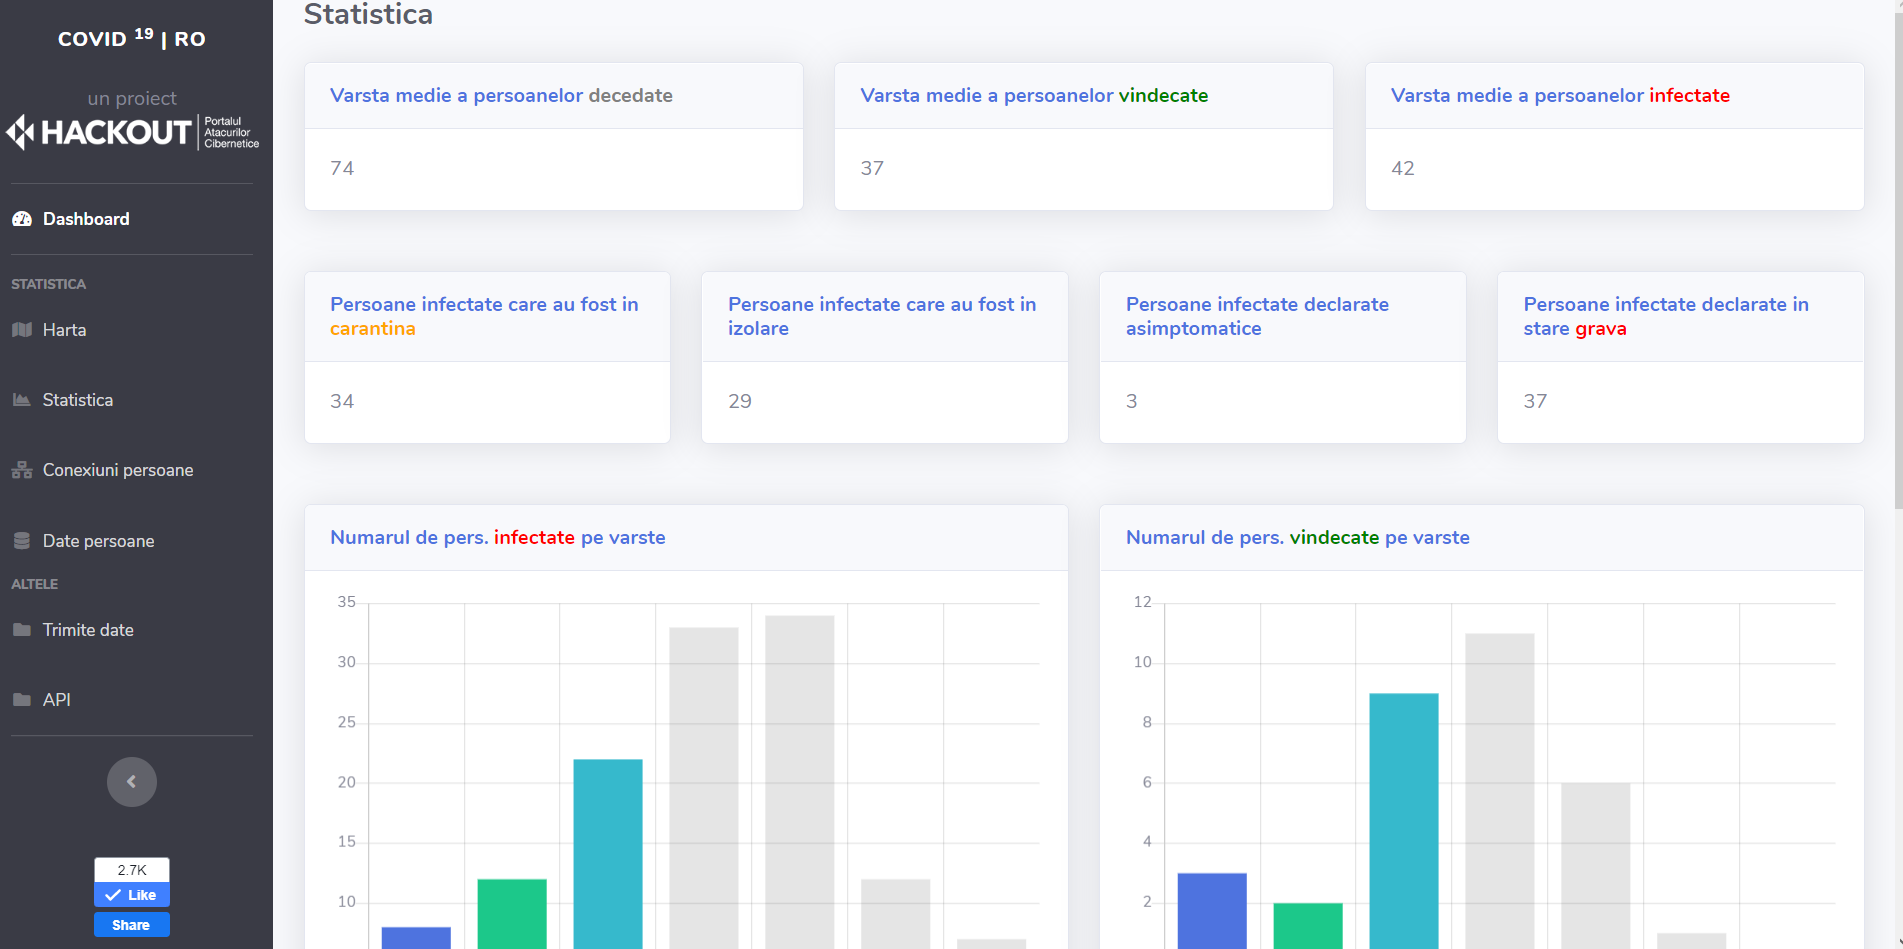 COVID 19 | RO
un proiect
HACKOUT
Portalul
Atacurilor
Cibernetice
Dashboard
STATISTICA
Harta
Statistica
Conexiuni persoane
Date persoane
ALTELE
Trimite date
API
2.7K
Like
Share
Statistica
Varsta medie a persoanelor decedate
74
Varsta medie a persoanelor vindecate
37
Varsta medie a persoanelor infectate
42
Persoane infectate care au fost in
carantina
34
Persoane infectate care au fost in
izolare
29
Persoane infectate declarate
asimptomatice
3
Persoane infectate declarate in
stare grava
37
Numarul de pers. infectate pe varste
35
30
25
20
15
10
Numarul de pers. vindecate pe varste
12
10
8
6
4
2